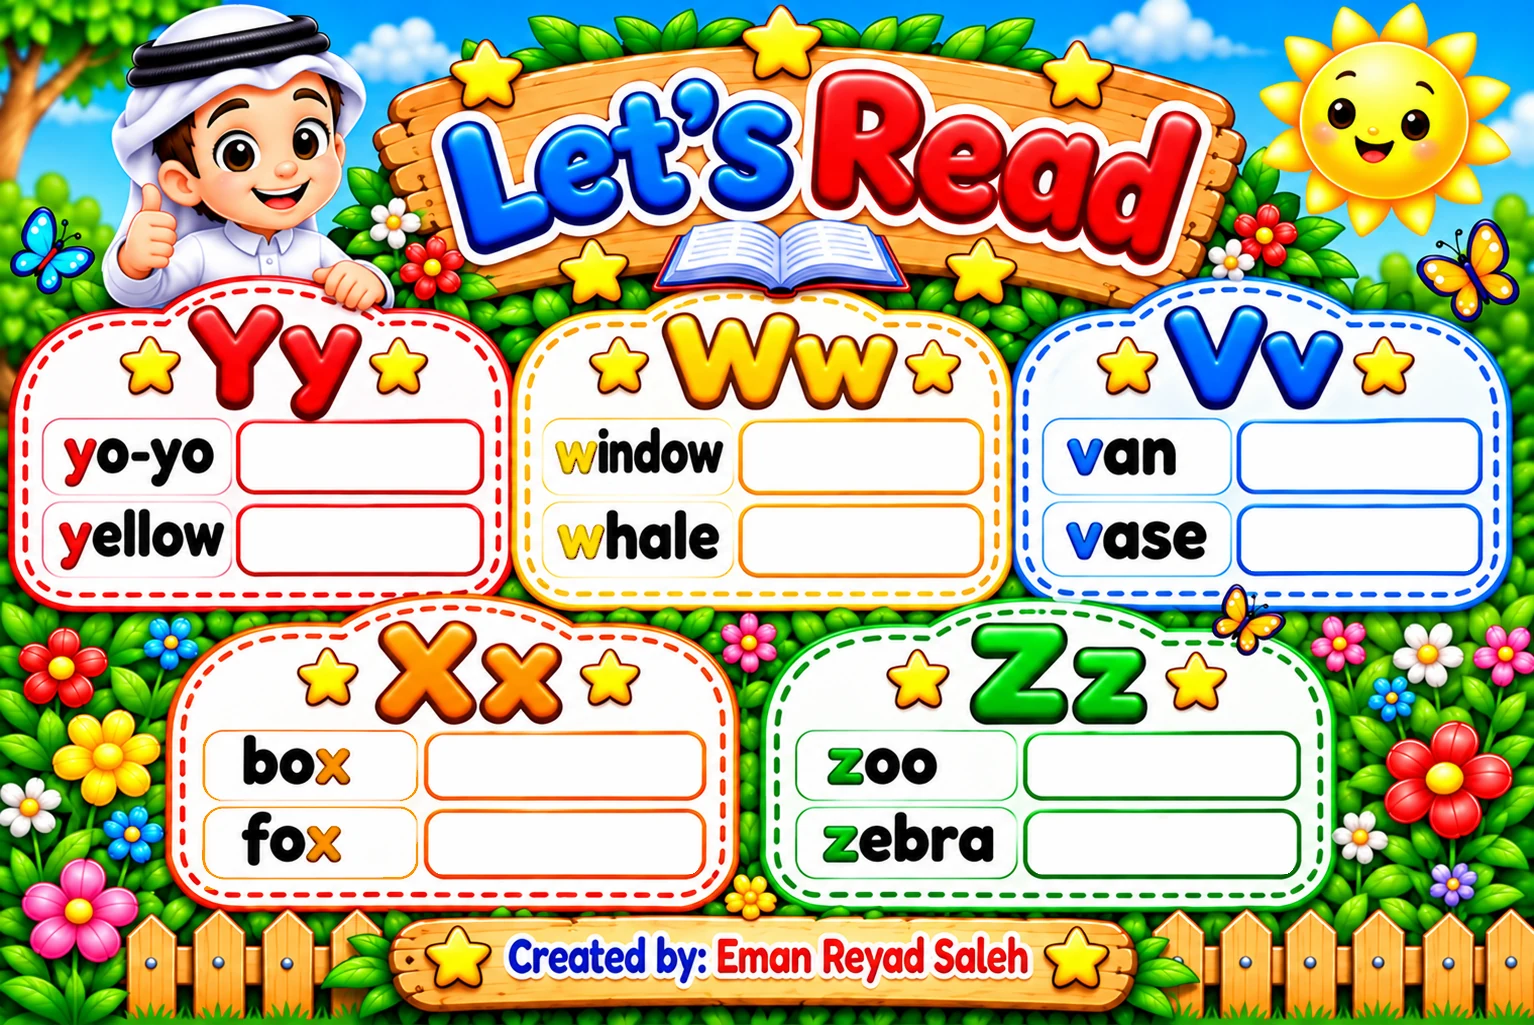 Let's Read
Yy
yo-yo
yellow
Ww
window
whale
Vv
van
vase
Xx
box
fox
Zz
zoo
zebra
Created by: Eman Reyad Saleh